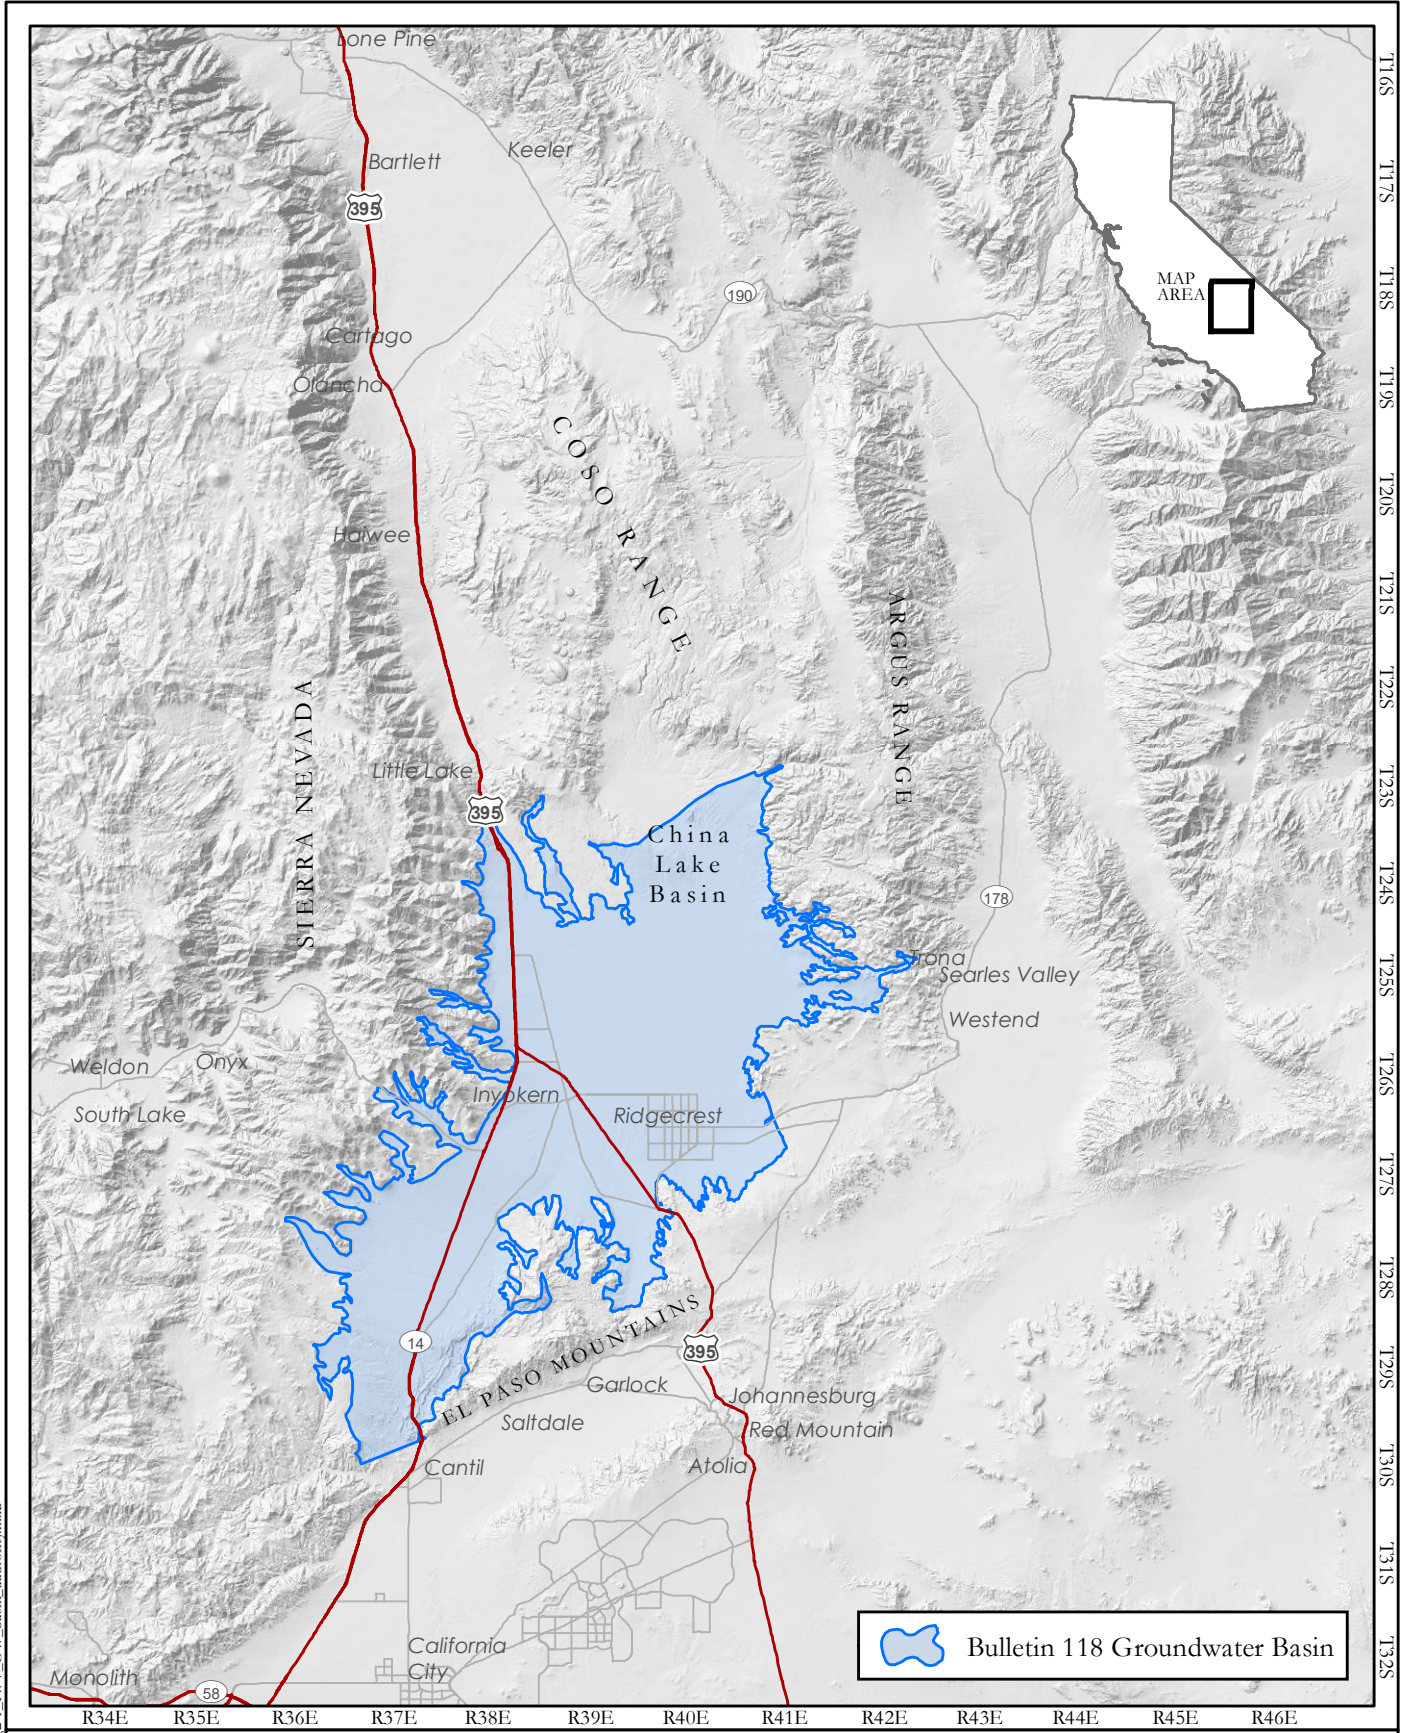 Lone Pine
T16S
Bartlett
Keeler
T17S
395
MAP
AREA
T18S
190
Cartago
Olancha
T19S
COSO RANGE
T20S
Haiwee
T21S
ARGUS RANGE
SIERRA NEVADA
T22S
Little Lake
T23S
395
China
Lake
Basin
T24S
178
Trona
Searles Valley
T25S
Westend
Weldon
Onyx
T26S
South Lake
Inyokern
Ridgecrest
T27S
T28S
EL PASO MOUNTAINS
14
395
T29S
Garlock
Johannesburg
Saltdale
Red Mountain
Cantil
Atolia
T30S
T31S
California
City
Bulletin 118 Groundwater Basin
T32S
Monolith
58
R34E R35E R36E R37E R38E R39E R40E R41E R42E R43E R44E R45E R46E